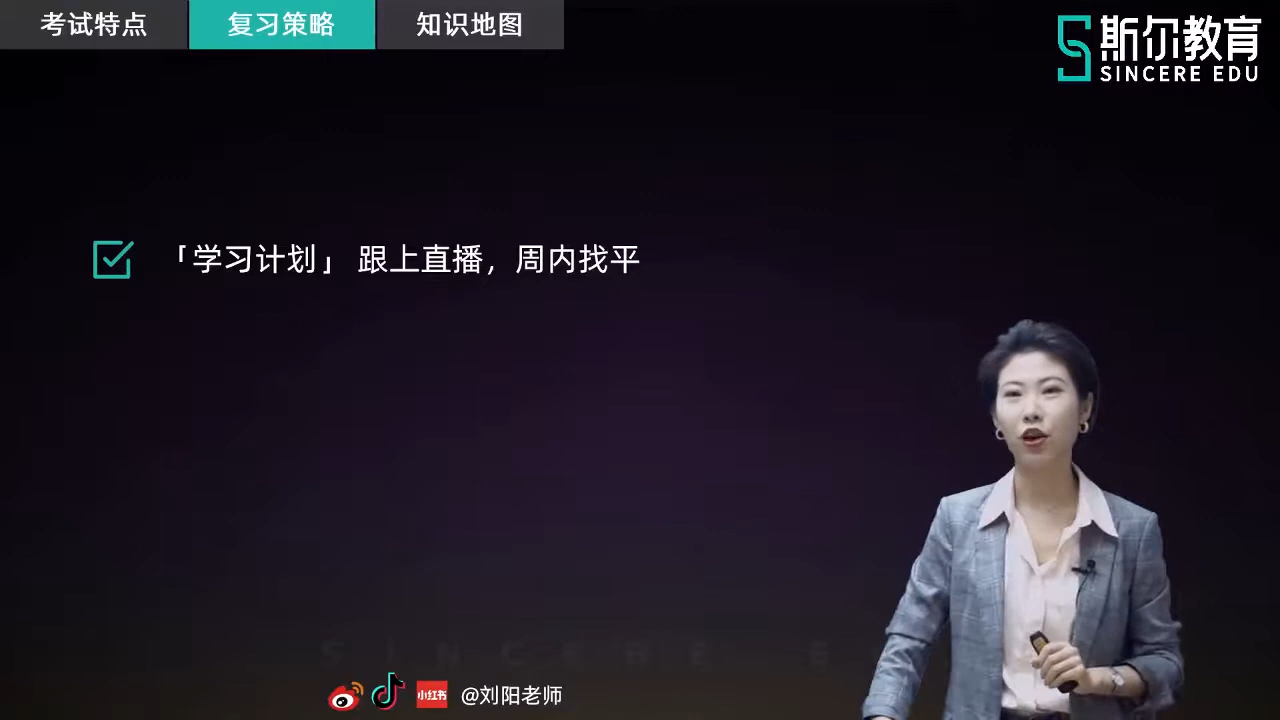 考试特点
复习策略
知识地图
斯尔教育
SINCERE EDU
「学习计划」 跟上直播，周内找平
SINCERE E
小红书
@刘阳老师